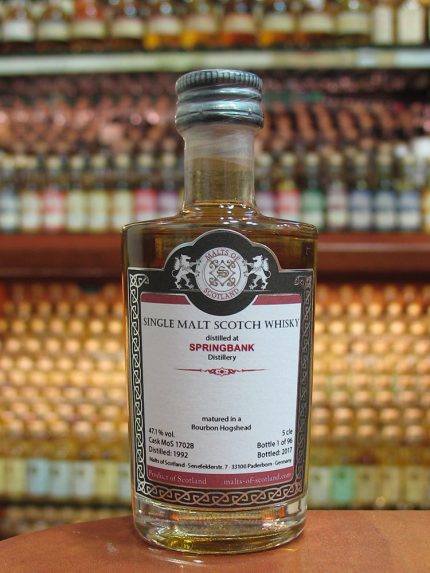 MALTS OF
SCOTLAND
SINGLE MALT SCOTCH WHISKY
distilled at
SPRINGBANK
Distillery
matured in a
Bourbon Hogshead
47.1% vol. 5 cle
Cask MoS 17028 Bottle 1 of 96
Distilled: 1992 Bottled: 2017
Malts of Scotland · Senefelderstr. 7 · 33100 Paderborn · Germany
Product of Scotland malts-of-scotland.com